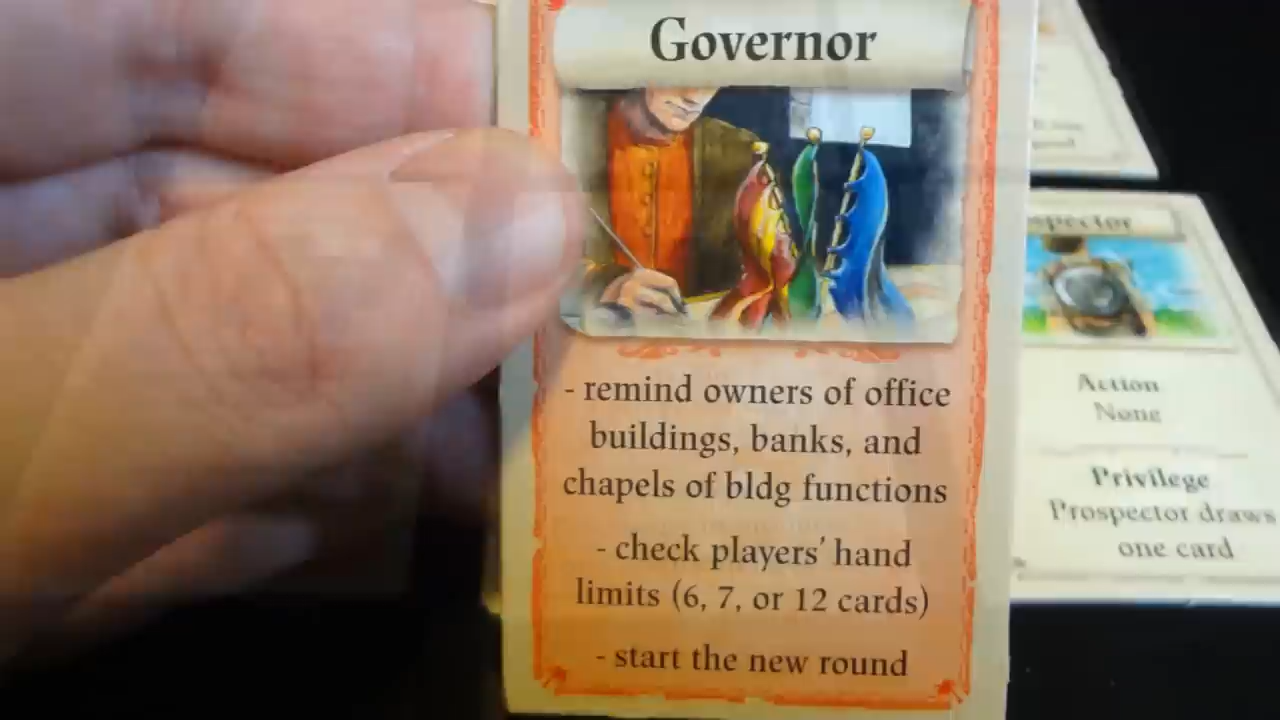 Governor
- remind owners of office
buildings, banks, and
chapels of bldg functions
- check players' hand
limits (6, 7, or 12 cards)
- start the new round
Action
None
Privilege
Prospector draws
one card